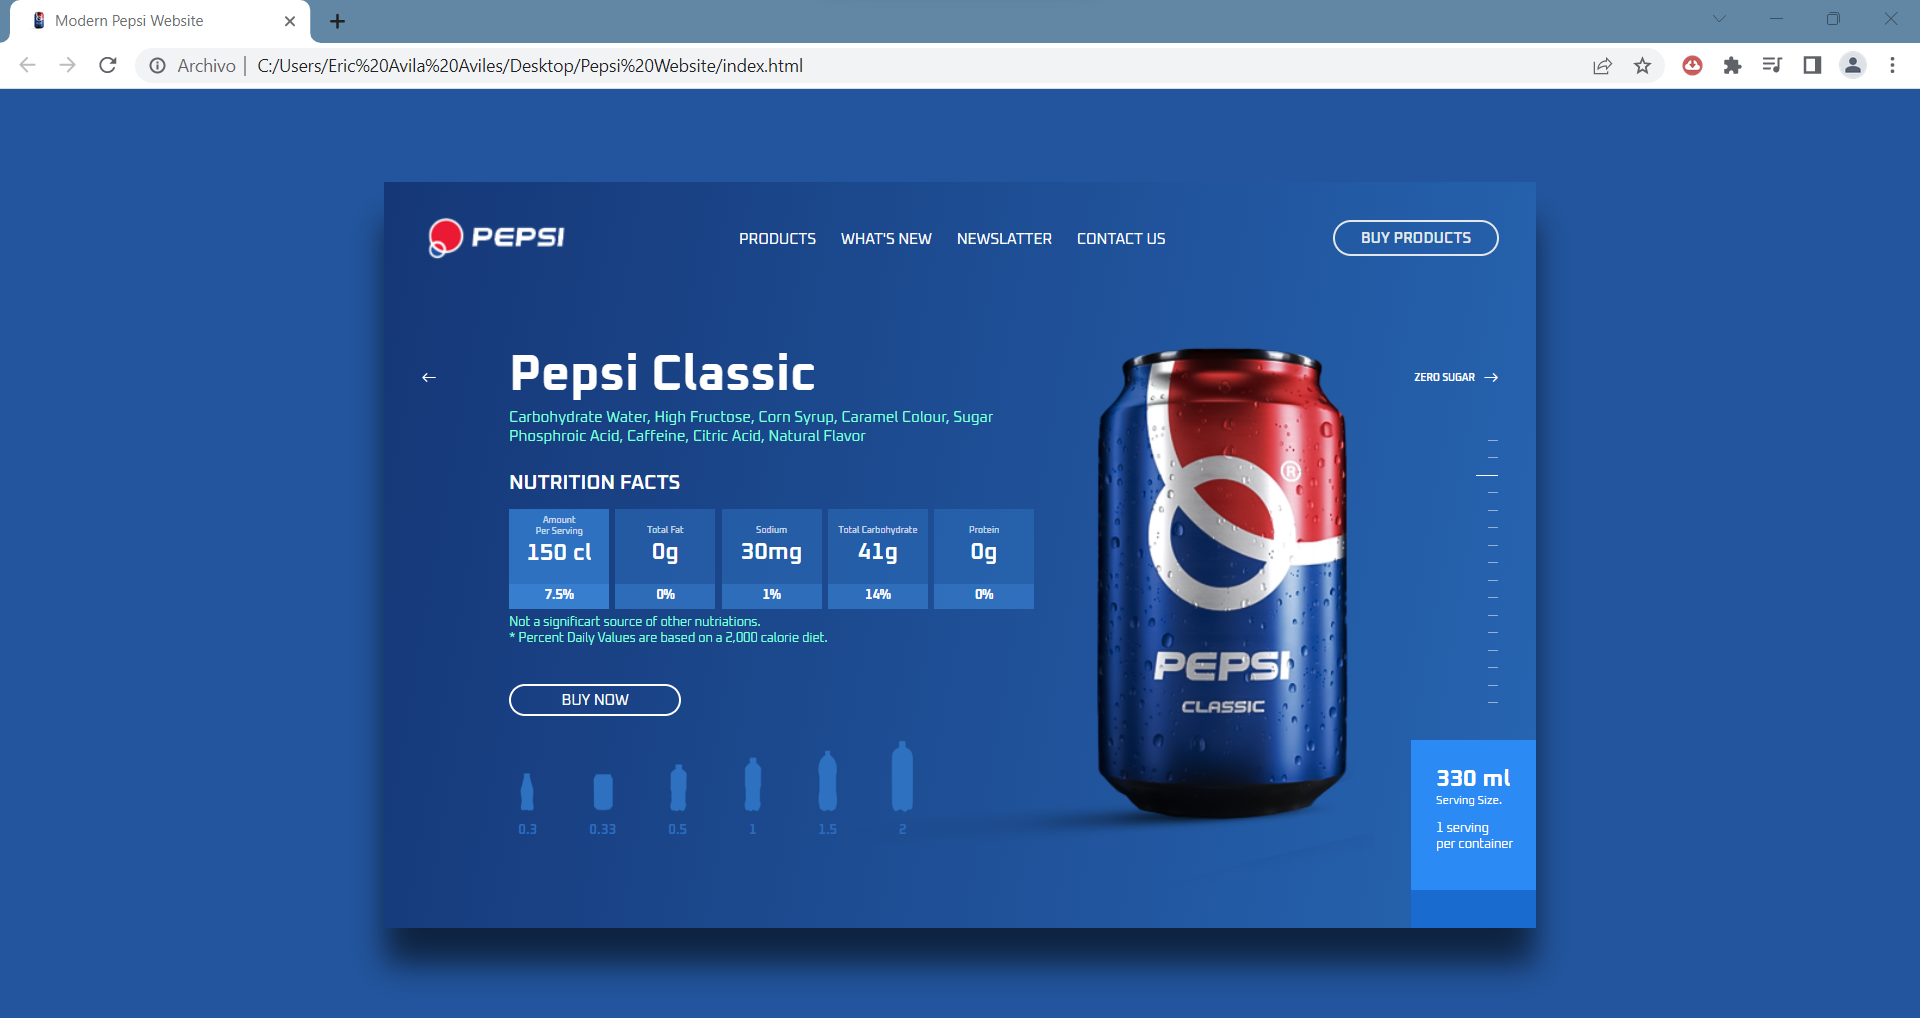 Modern Pepsi Website
Archivo | C:/Users/Eric%20Avila%20Aviles/Desktop/Pepsi%20Website/index.html
PEPSI
PRODUCTS WHAT'S NEW NEWSLATTER CONTACT US
BUY PRODUCTS
Pepsi Classic
ZERO SUGAR
Carbohydrate Water, High Fructose, Corn Syrup, Caramel Colour, Sugar
Phosphroic Acid, Caffeine, Citric Acid, Natural Flavor
NUTRITION FACTS
Amount
Per Serving
150 cl
7.5%
Total Fat
0g
0%
Sodium
30mg
1%
Total Carbohydrate
41g
14%
Protein
0g
0%
Not a significart source of other nutriations.
* Percent Daily Values are based on a 2,000 calorie diet.
BUY NOW
0.3 0.33 0.5 1 1.5 2
®
PEPSI
CLASSIC
330 ml
Serving Size.
1 serving
per container